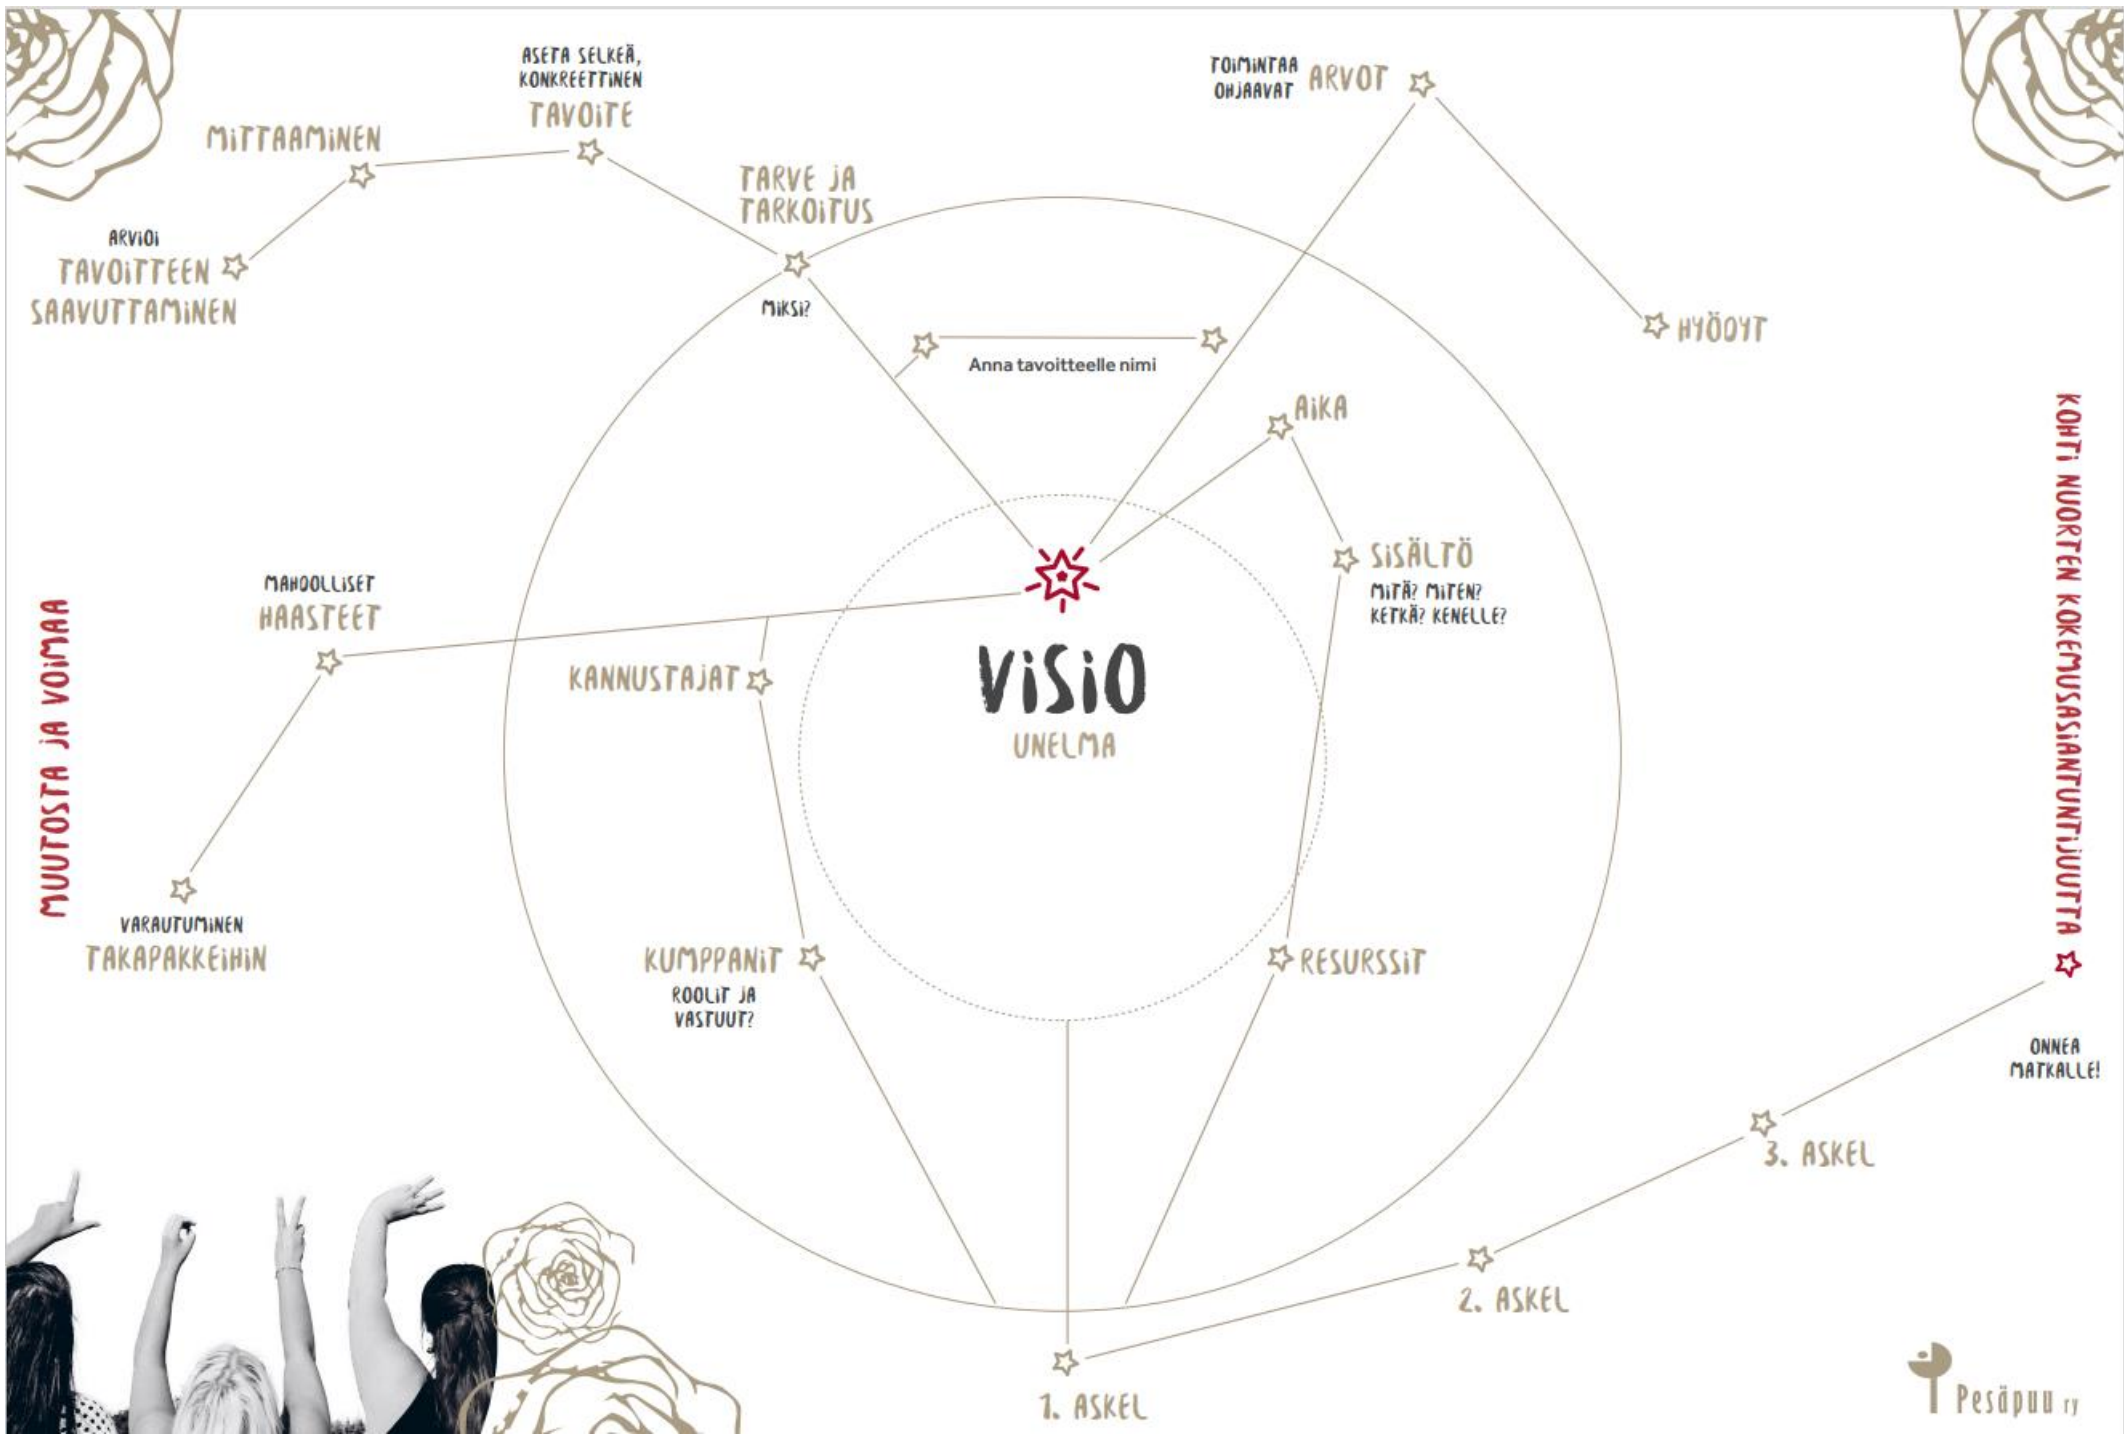 ASETA SELKEÄ,
KONKREETTINEN
TAVOITE
MITTAAMINEN
ARVIOI
TAVOITTEEN
SAAVUTTAMINEN
TARVE JA
TARKOITUS
MIKSI?
TOIMINTAA
OHJAAVAT
ARVOT
HYÖDYT
Anna tavoitteelle nimi
AIKA
SISÄLTÖ
MITÄ? MITEN?
KETKÄ? KENELLE?
MAHDOLLISET
HAASTEET
KANNUSTAJAT
VISIO
UNELMA
MUUTOSTA JA VOIMAA
KOHTI NUORTEN KOKEMUSASIANTUNTIJUUTTA
VARAUTUMINEN
TAKAPAKKEIHIN
KUMPPANIT
ROOLIT JA
VASTUUT?
RESURSSIT
ONNEA
MATKALLE!
3. ASKEL
2. ASKEL
1. ASKEL
Pesäpuu ry